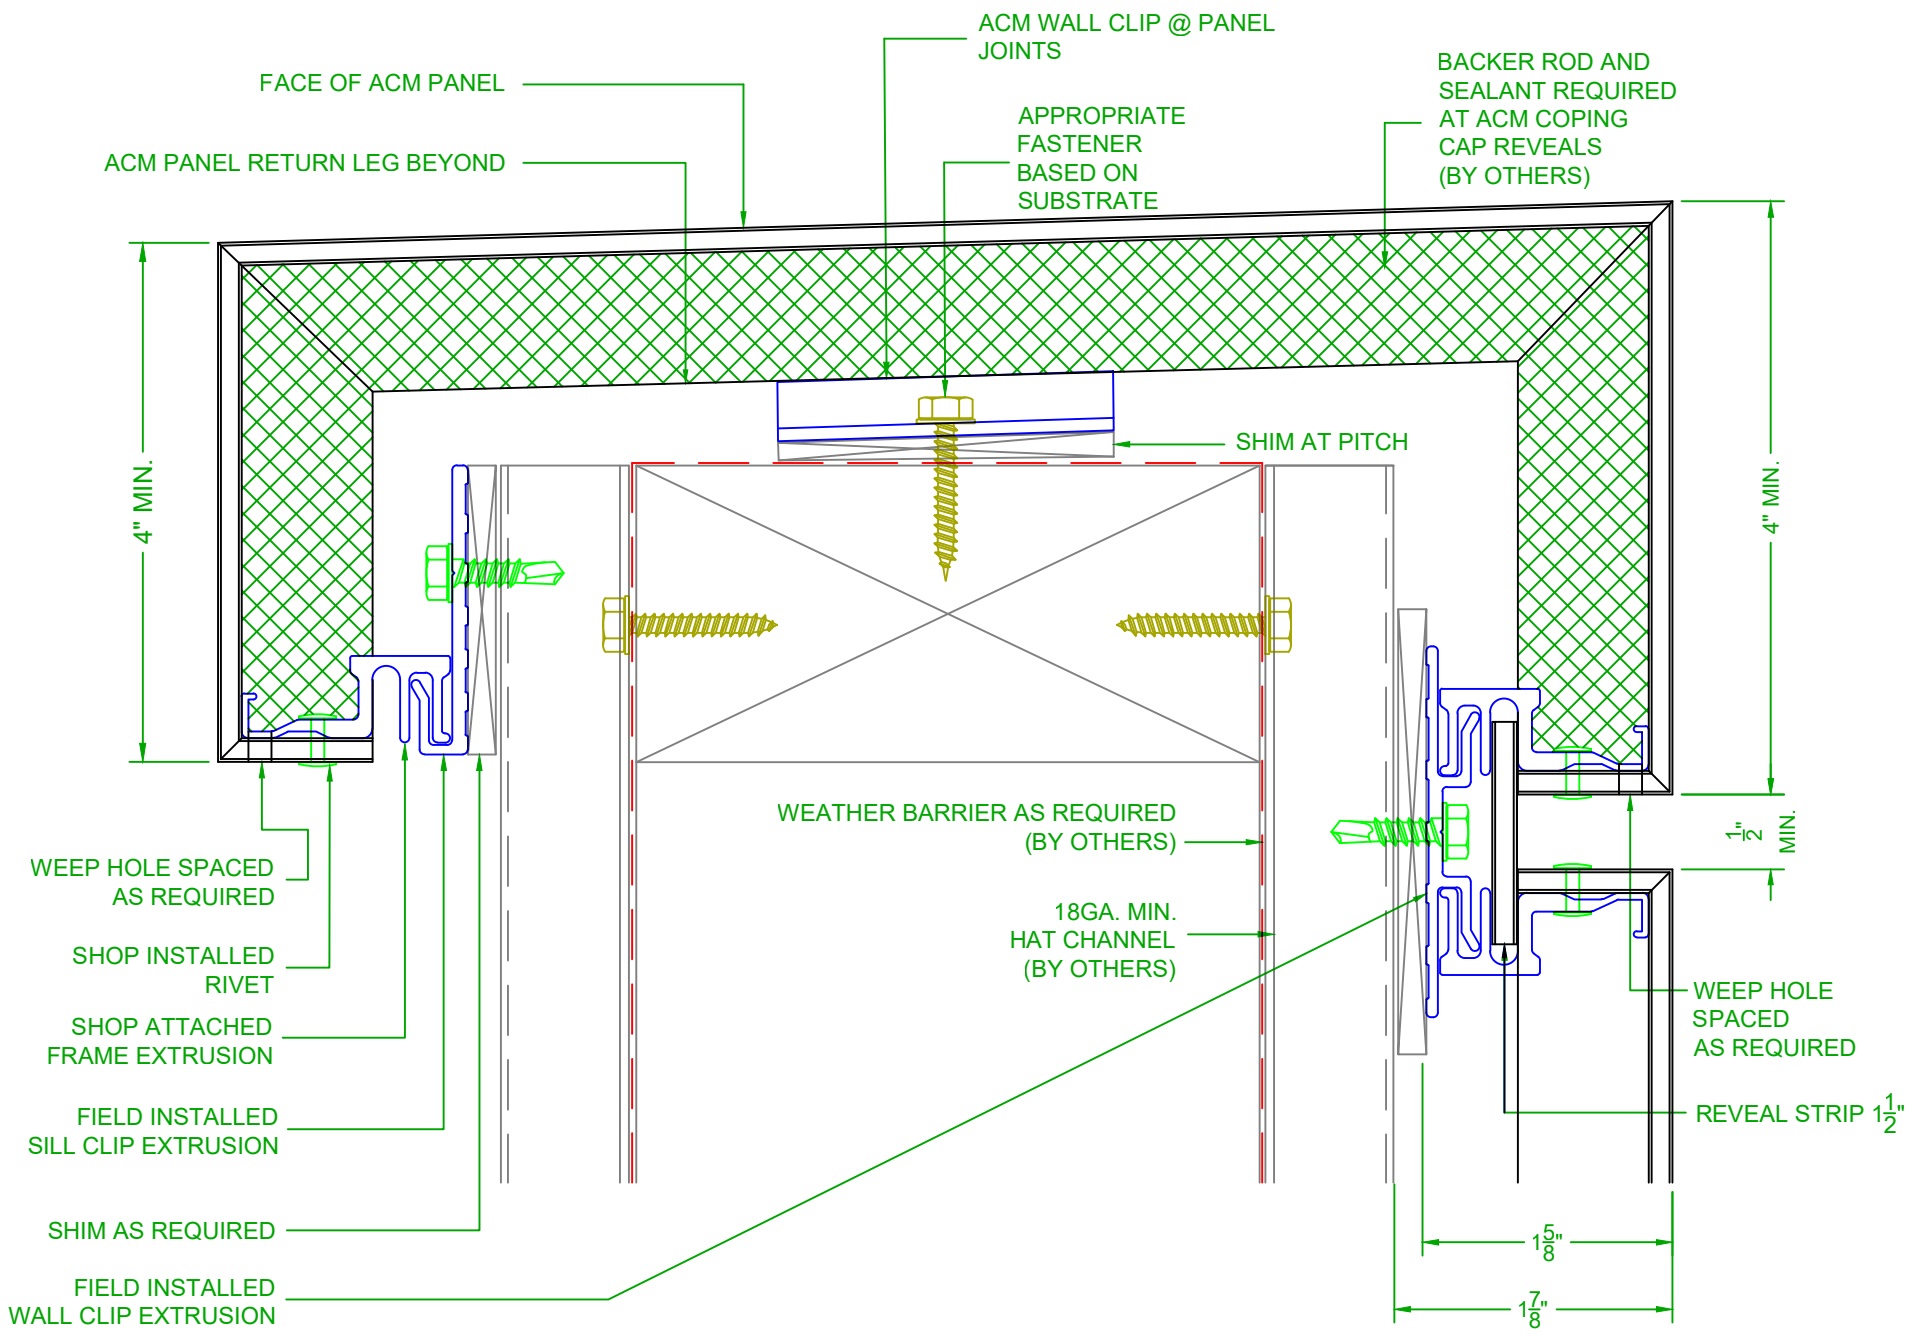 ACM WALL CLIP @ PANEL
JOINTS
FACE OF ACM PANEL
BACKER ROD AND
SEALANT REQUIRED
AT ACM COPING
CAP REVEALS
(BY OTHERS)
APPROPRIATE
FASTENER
BASED ON
SUBSTRATE
ACM PANEL RETURN LEG BEYOND
SHIM AT PITCH
4" MIN.
4" MIN.
WEATHER BARRIER AS REQUIRED
(BY OTHERS)
1/2"
MIN.
WEEP HOLE SPACED
AS REQUIRED
18GA. MIN.
HAT CHANNEL
(BY OTHERS)
SHOP INSTALLED
RIVET
WEEP HOLE
SPACED
AS REQUIRED
SHOP ATTACHED
FRAME EXTRUSION
FIELD INSTALLED
SILL CLIP EXTRUSION
REVEAL STRIP 1 1/2"
SHIM AS REQUIRED
1 5/8"
FIELD INSTALLED
WALL CLIP EXTRUSION
1 7/8"